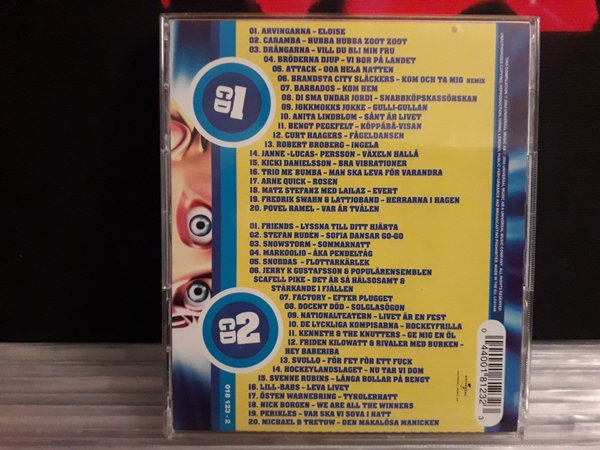 01. ARVINGARNA - ELOISE
02. CARAMBA - HUBBA HUBBA ZOOT ZOOT
03. DRÄNGARNA - VILL DU BLI MIN FRU
04. BRÖDERNA DJUP - VI BOR PÅ LANDET
05. ATTACK - OOA HELA NATTEN
06. BRANDSTA CITY SLÄCKERS - KOM OCH TA MIG REMIX
07. BARBADOS - KOM HEM
08. DI SMA UNDAR JORDI - SNABBKÖPSKASSÖRSKAN
09. JOKKMOKKS JOKKE - GULLI-GULLAN
10. ANITA LINDBLOM - SÅNT ÄR LIVET
11. BENGT PEGEFELT - KÖPPÄBÄ-VISAN
12. CURT HAAGERS - FÅGELDANSEN
13. ROBERT BROBERG - INGELA
14. JANNE -LUCAS- PERSSON - VÄXELN HALLÅ
15. KICKI DANIELSSON - BRA VIBRATIONER
16. TRIO ME BUMBA - MAN SKA LEVA FÖR VARANDRA
17. ARNE QUICK - ROSEN
18. MATZ STEFANZ MED LAILAZ - EVERT
19. FREDRIK SWAHN & LATTJOBAND - HERRARNA I HAGEN
20. POVEL RAMEL - VAR ÄR TVÅLEN
CD 1
01. FRIENDS - LYSSNA TILL DITT HJÄRTA
02. STEFAN RUDÉN - SOFIA DANSAR GO-GO
03. SNOWSTORM - SOMMARNATT
04. MARKOOLIO - ÅKA PENDELTÅG
05. SNODDAS - FLOTTARKÄRLEK
06. JERRY K GUSTAFSSON & POPULÄRENSEMBLEN
SCAFELL PIKE - DET ÄR SÅ HÄLSOSAMT &
STÄRKANDE I FJÄLLEN
07. FACTORY - EFTER PLUGGET
08. DOCENT DÖD - SOLGLASÖGON
09. NATIONALTEATERN - LIVET ÄR EN FEST
10. DE LYCKLIGA KOMPISARNA - HOCKEYFRILLA
11. KENNETH & THE KNUTTERS - GE MIG EN ÖL
12. FRIDEN KILOWATT & RIVALER MED BURKEN -
HEY BABERIBA
13. SVULLO - FÖR FET FÖR ETT FUCK
14. HOCKEYLANDSLAGET - NU TAR VI DOM
15. SVENNE RUBINS - LÅNGA BOLLAR PÅ BENGT
16. LILL-BABS - LEVA LIVET
17. ÖSTEN WARNEBRING - TYROLERHATT
18. NICK BORGEN - WE ARE ALL THE WINNERS
19. PERIKLES - VAR SKA VI SOVA I NATT
20. MICHAEL B TRETOW - DEN MAKALÖSA MANICKEN
CD 2
018 123 - 2
0 44001 81232 3